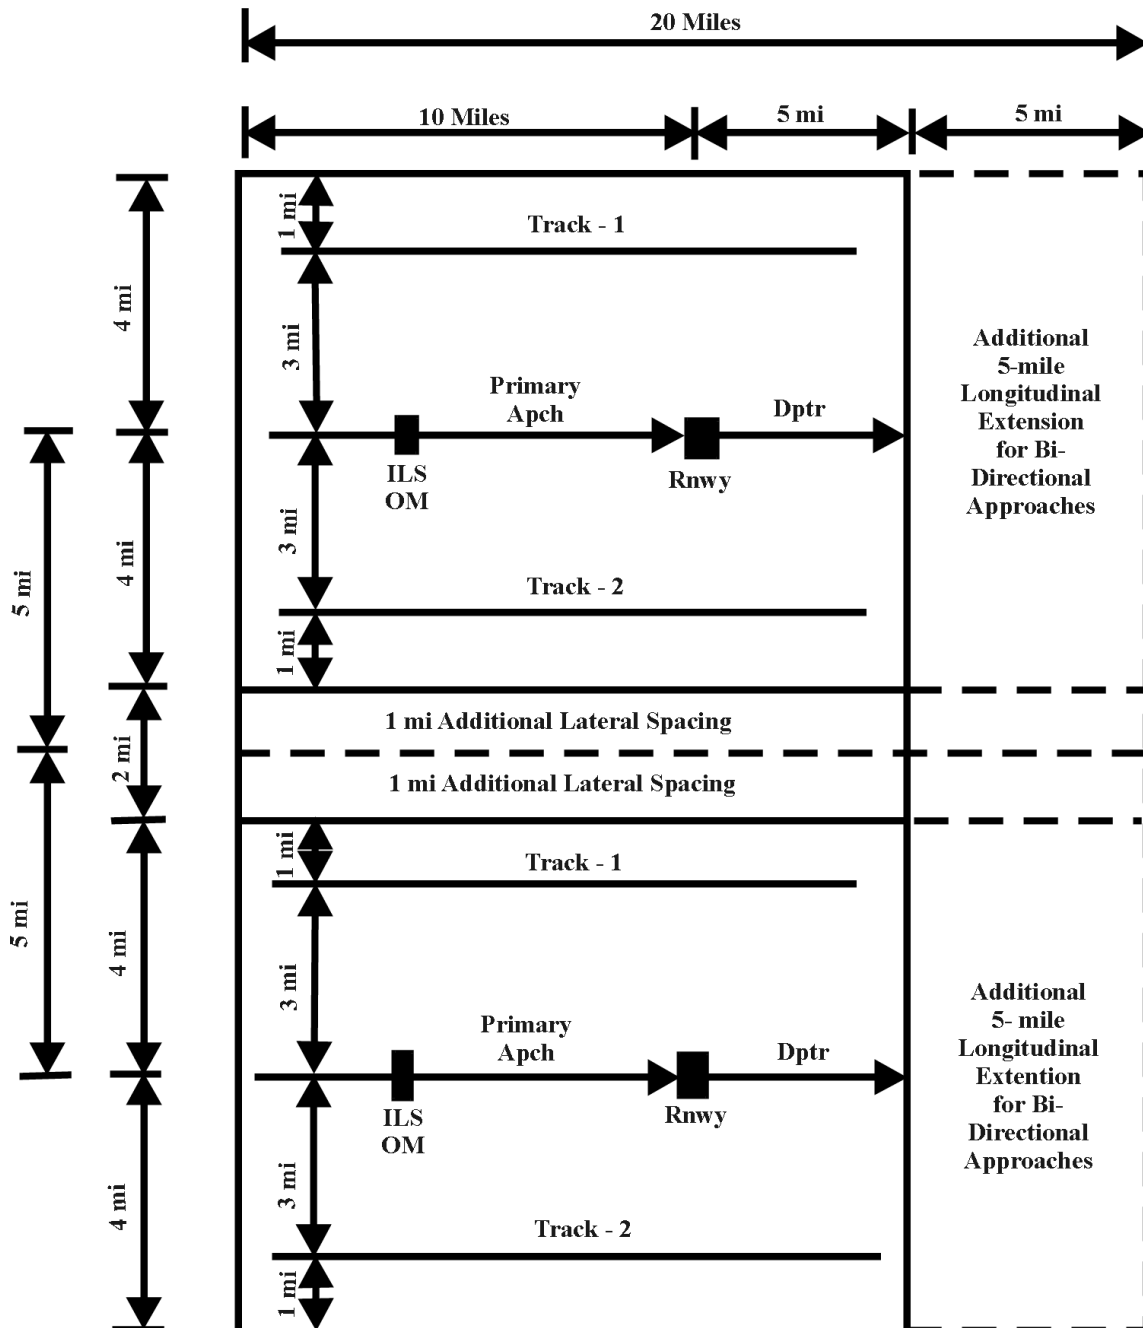 20 Miles
10 Miles
5 mi
5 mi
1 mi
Track - 1
4 mi
3 mi
Primary
Apch
Dptr
ILS
OM
Rnwy
Additional
5-mile
Longitudinal
Extension
for Bi-
Directional
Approaches
5 mi
4 mi
3 mi
Track - 2
1 mi
1 mi Additional Lateral Spacing
2 mi
1 mi Additional Lateral Spacing
1 mi
Track - 1
5 mi
4 mi
3 mi
Primary
Apch
Dptr
ILS
OM
Rnwy
Additional
5- mile
Longitudinal
Extention
for Bi-
Directional
Approaches
4 mi
3 mi
Track - 2
1 mi